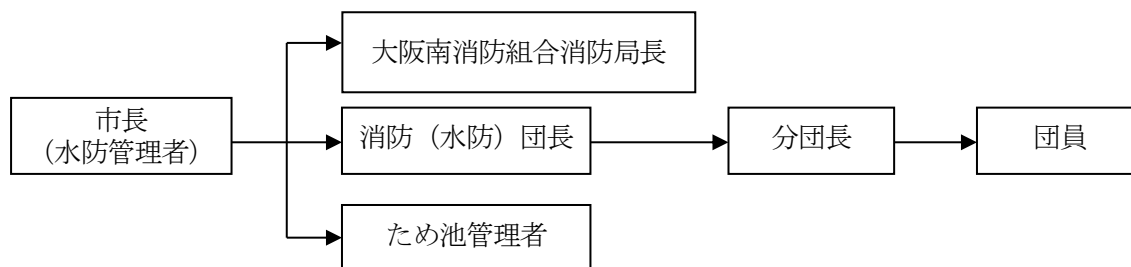 大阪南消防組合消防局長
市長
（水防管理者）
消防（水防）団長
分団長
団員
ため池管理者